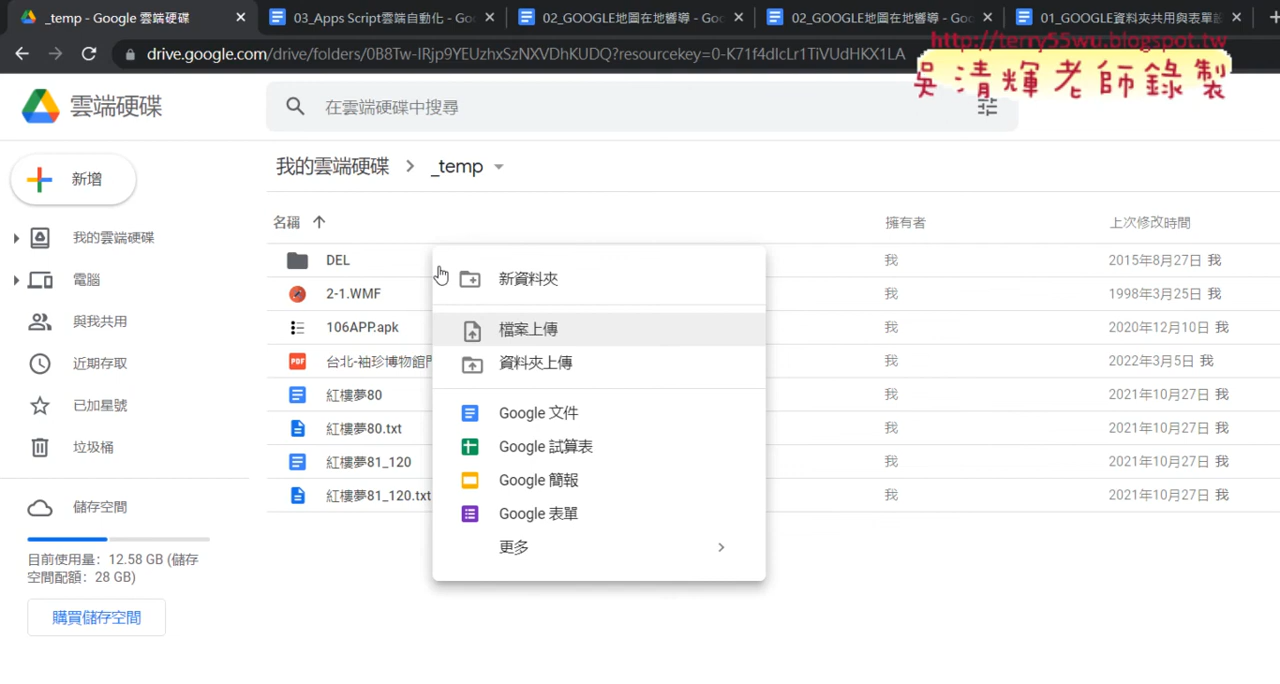 _temp - Google 雲端硬碟
03_Apps Script雲端自動化 - Go
02_GOOGLE地圖在地嚮導 - Goo
02_GOOGLE地圖在地嚮導 - Goo
01_GOOGLE資料夾共用與表單設
drive.google.com/drive/folders/0B8Tw-IRjp9YEUzhxSzNXVDhKUDQ?resourcekey=0-K71f4dIcLr1TiVUdHKX1LA
http://terry55wu.blogspot.tw
吳清輝老師錄製
雲端硬碟
在雲端硬碟中搜尋
新增
我的雲端硬碟
電腦
與我共用
近期存取
已加星號
垃圾桶
儲存空間
目前使用量：12.58 GB (儲存
空間配額：28 GB)
購買儲存空間
我的雲端硬碟 > _temp
名稱
擁有者
上次修改時間
DEL
我
2015年8月27日 我
2-1.WMF
我
1998年3月25日 我
106APP.apk
我
2020年12月10日 我
PDF
台北-袖珍博物館門
我
2022年3月5日 我
紅樓夢80
我
2021年10月27日 我
紅樓夢80.txt
我
2021年10月27日 我
紅樓夢81_120
我
2021年10月27日 我
紅樓夢81_120.txt
我
2021年10月27日 我
新資料夾
檔案上傳
資料夾上傳
Google 文件
Google 試算表
Google 簡報
Google 表單
更多